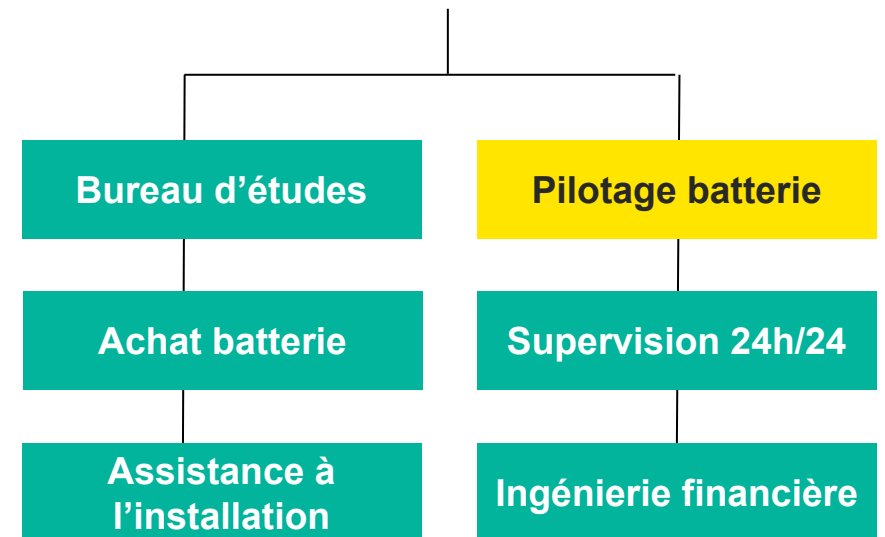 Bureau d’études
Pilotage batterie
Achat batterie
Supervision 24h/24
Assistance à
l’installation
Ingénierie financière